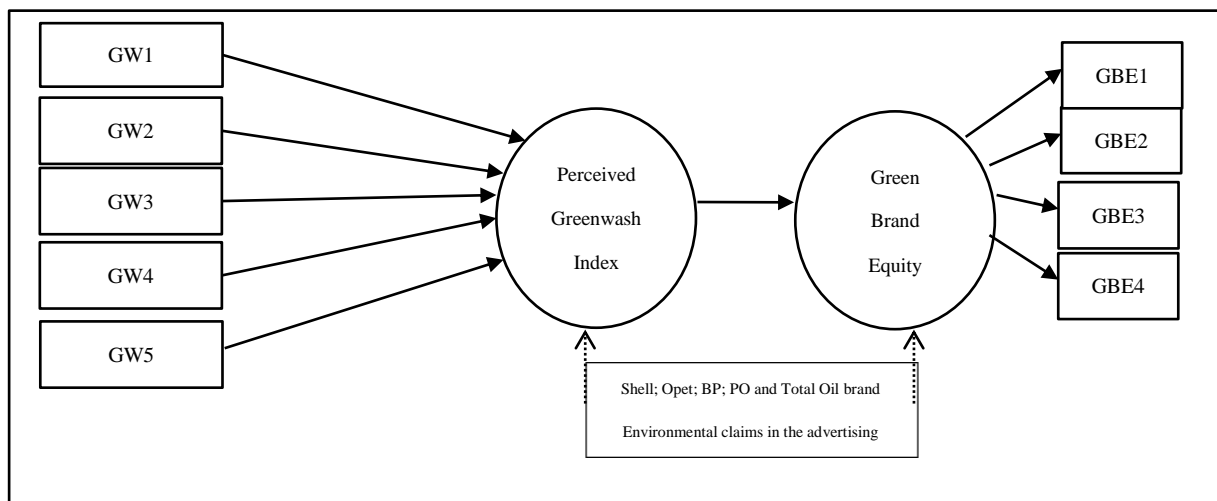 GW1
GW2
GW3
GW4
GW5
Perceived
Greenwash
Index
Green
Brand
Equity
GBE1
GBE2
GBE3
GBE4
Shell; Opet; BP; PO and Total Oil brand
Environmental claims in the advertising